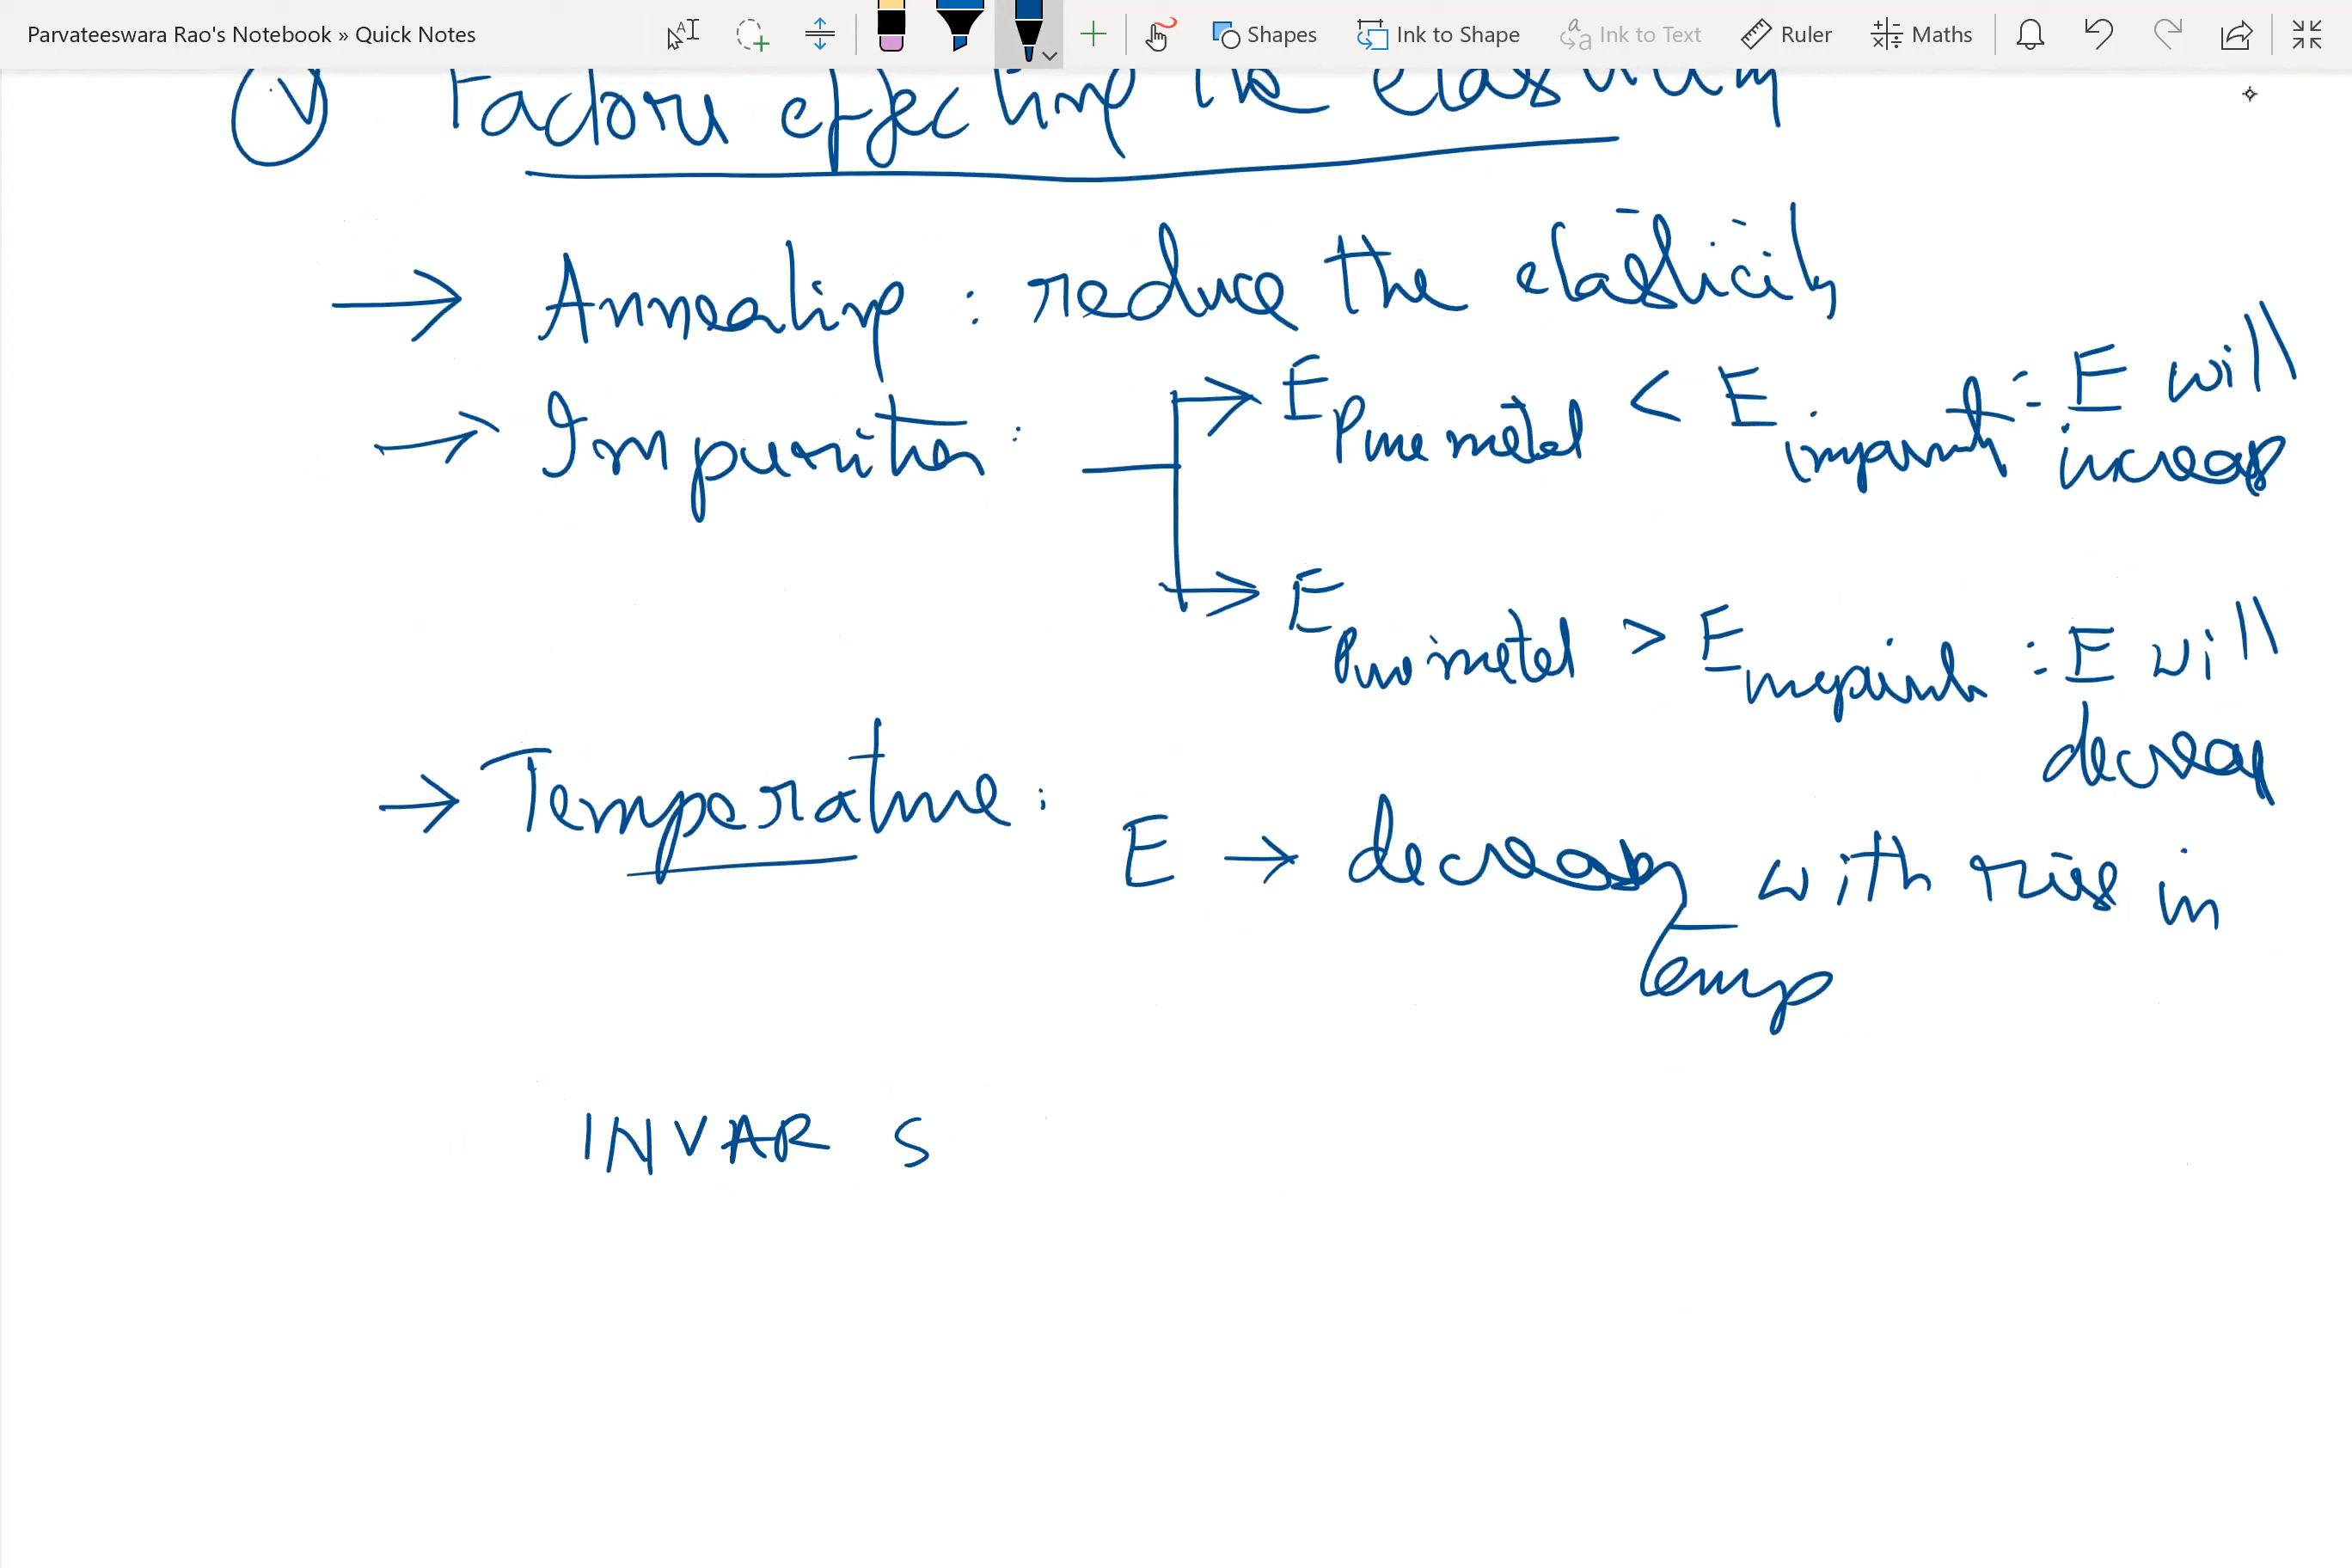 Parvateeswara Rao's Notebook » Quick Notes Shapes Ink to Shape Ink to Text Ruler Maths
V Factors effecting the elasticity
→ Annealing : reduce the elasticity
→ Impurities : → E Pure metal < E impurity : E will increase
→ E Pure metal > E impurity : E will decrease
→ Temperature : E → decreases with rise in temp
INVAR S